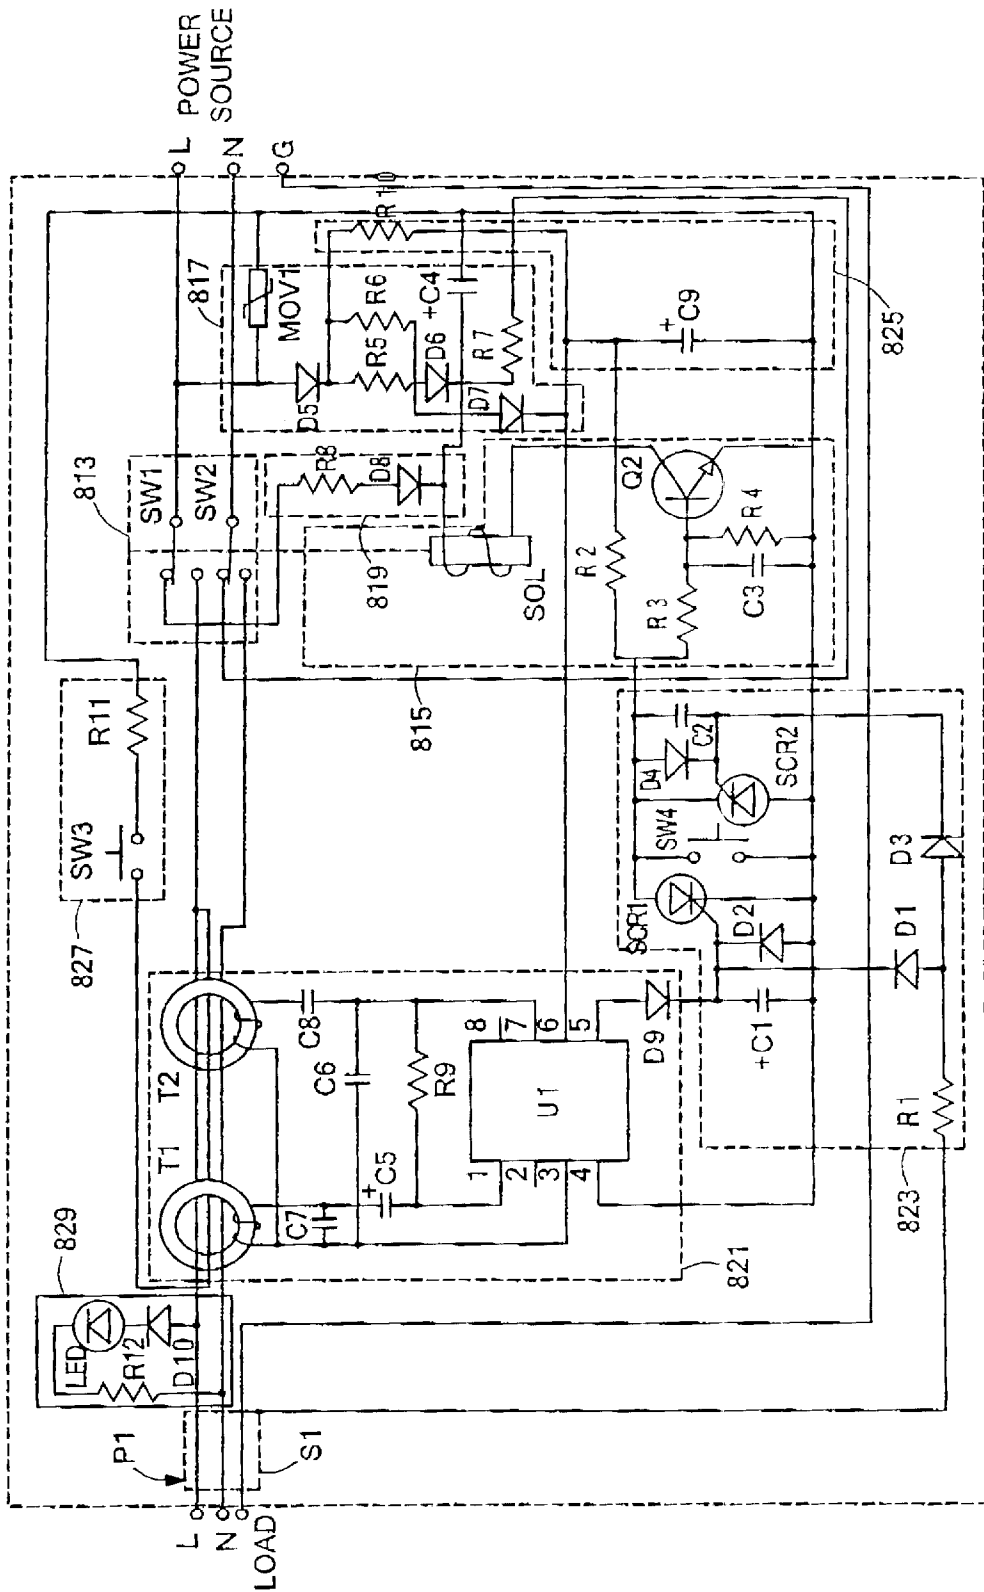 L POWER
SOURCE
N
G
813
SW1
SW2
817
MOV1
R10
R6
R5
+C4
D5
D6
R7
D7
R8
D8
819
SOL
825
+
C9
Q2
R2
R3
R4
C3
815
827
SW3
R11
T1
T2
C8
C6
R9
C7
+
C5
U1
1
2
3
4
8
7
6
5
D9
821
SCR1
SW4
D4
C2
SCR2
D2
+C1
D1
D3
R1
823
829
LED
R12
D10
P1
S1
L
N
LOAD